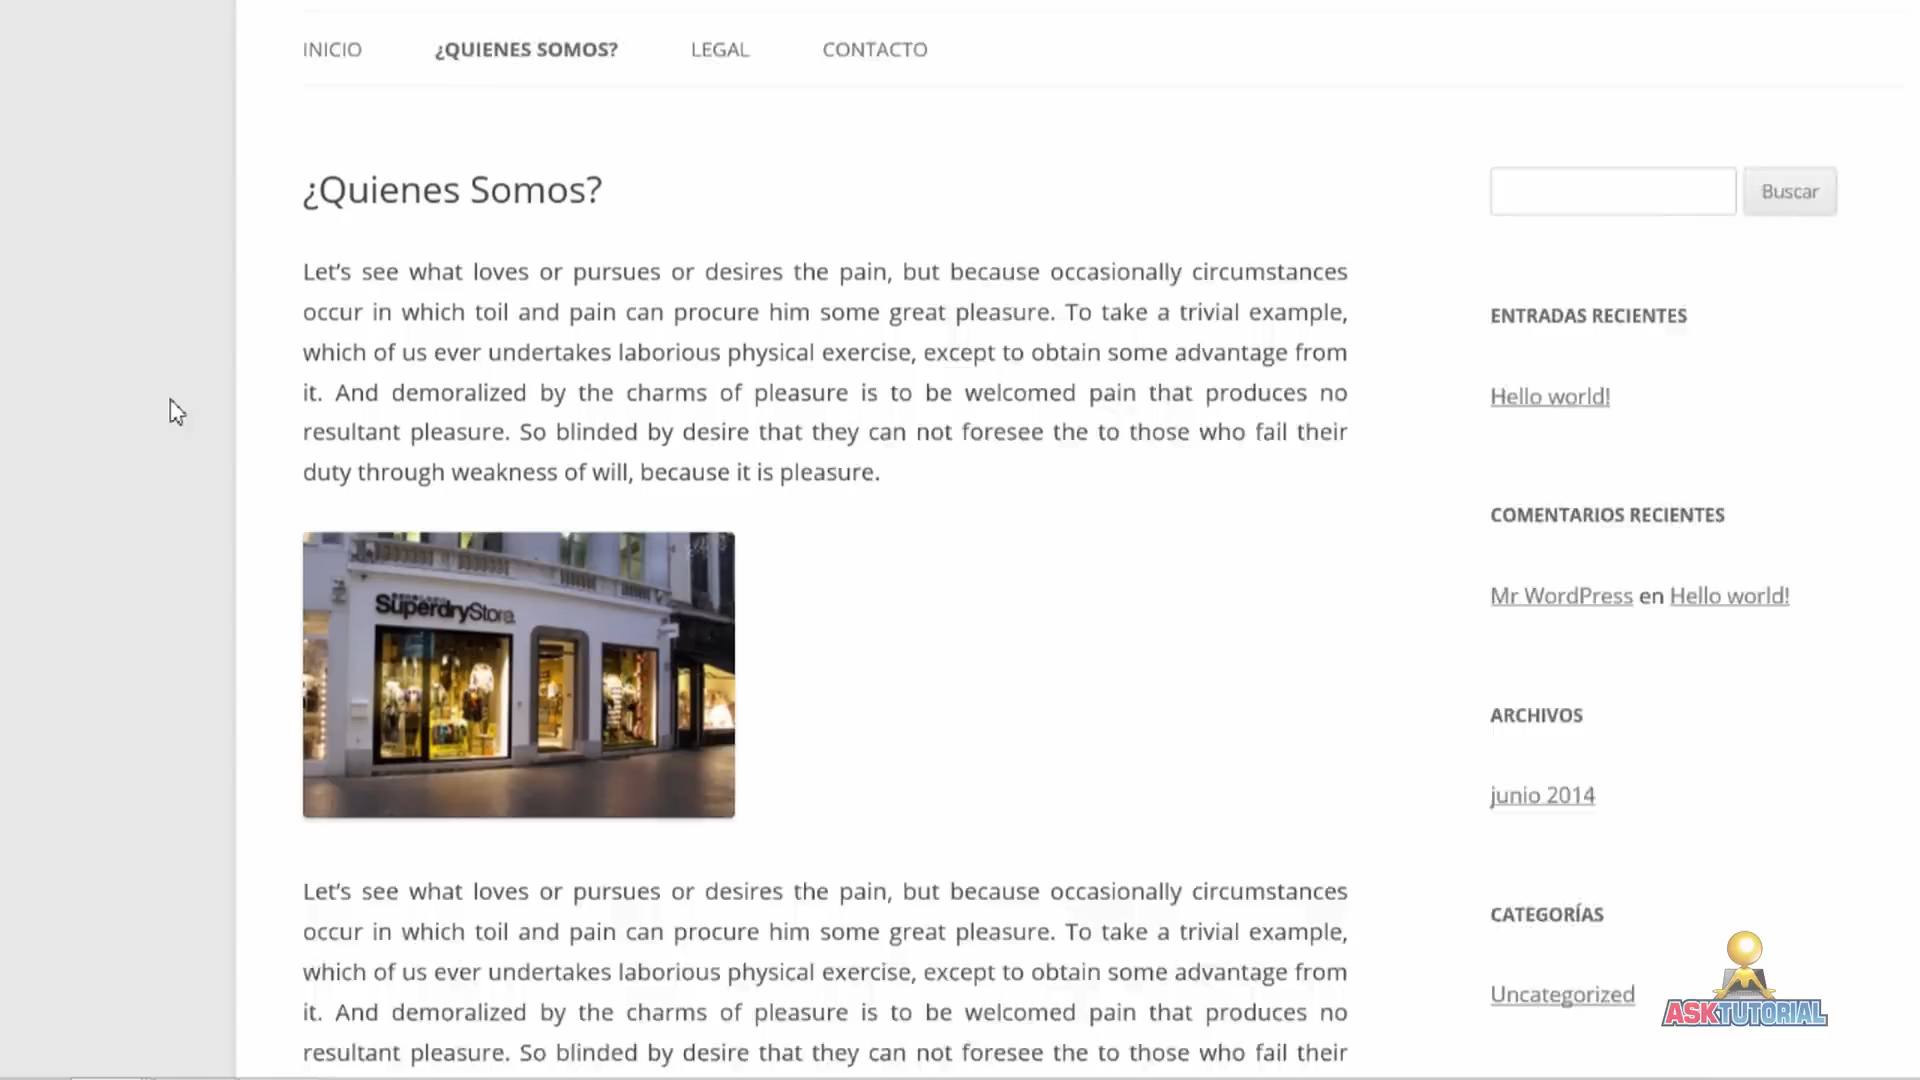 INICIO ¿QUIENES SOMOS? LEGAL CONTACTO
¿Quienes Somos?
Let’s see what loves or pursues or desires the pain, but because occasionally circumstances
occur in which toil and pain can procure him some great pleasure. To take a trivial example,
which of us ever undertakes laborious physical exercise, except to obtain some advantage from
it. And demoralized by the charms of pleasure is to be welcomed pain that produces no
resultant pleasure. So blinded by desire that they can not foresee the to those who fail their
duty through weakness of will, because it is pleasure.
SuperdryStore
Let’s see what loves or pursues or desires the pain, but because occasionally circumstances
occur in which toil and pain can procure him some great pleasure. To take a trivial example,
which of us ever undertakes laborious physical exercise, except to obtain some advantage from
it. And demoralized by the charms of pleasure is to be welcomed pain that produces no
resultant pleasure. So blinded by desire that they can not foresee the to those who fail their
Buscar
ENTRADAS RECIENTES
Hello world!
COMENTARIOS RECIENTES
Mr WordPress en Hello world!
ARCHIVOS
junio 2014
CATEGORÍAS
Uncategorized
ASKTUTORIAL